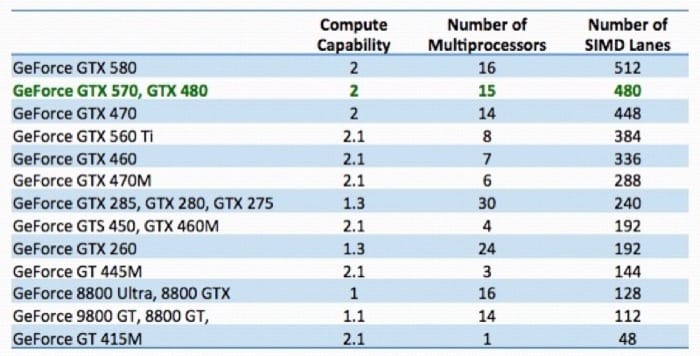 Compute Capability Number of Multiprocessors Number of SIMD Lanes
GeForce GTX 580 2 16 512
GeForce GTX 570, GTX 480 2 15 480
GeForce GTX 470 2 14 448
GeForce GTX 560 Ti 2.1 8 384
GeForce GTX 460 2.1 7 336
GeForce GTX 470M 2.1 6 288
GeForce GTX 285, GTX 280, GTX 275 1.3 30 240
GeForce GTS 450, GTX 460M 2.1 4 192
GeForce GTX 260 1.3 24 192
GeForce GT 445M 2.1 3 144
GeForce 8800 Ultra, 8800 GTX 1 16 128
GeForce 9800 GT, 8800 GT, 1.1 14 112
GeForce GT 415M 2.1 1 48